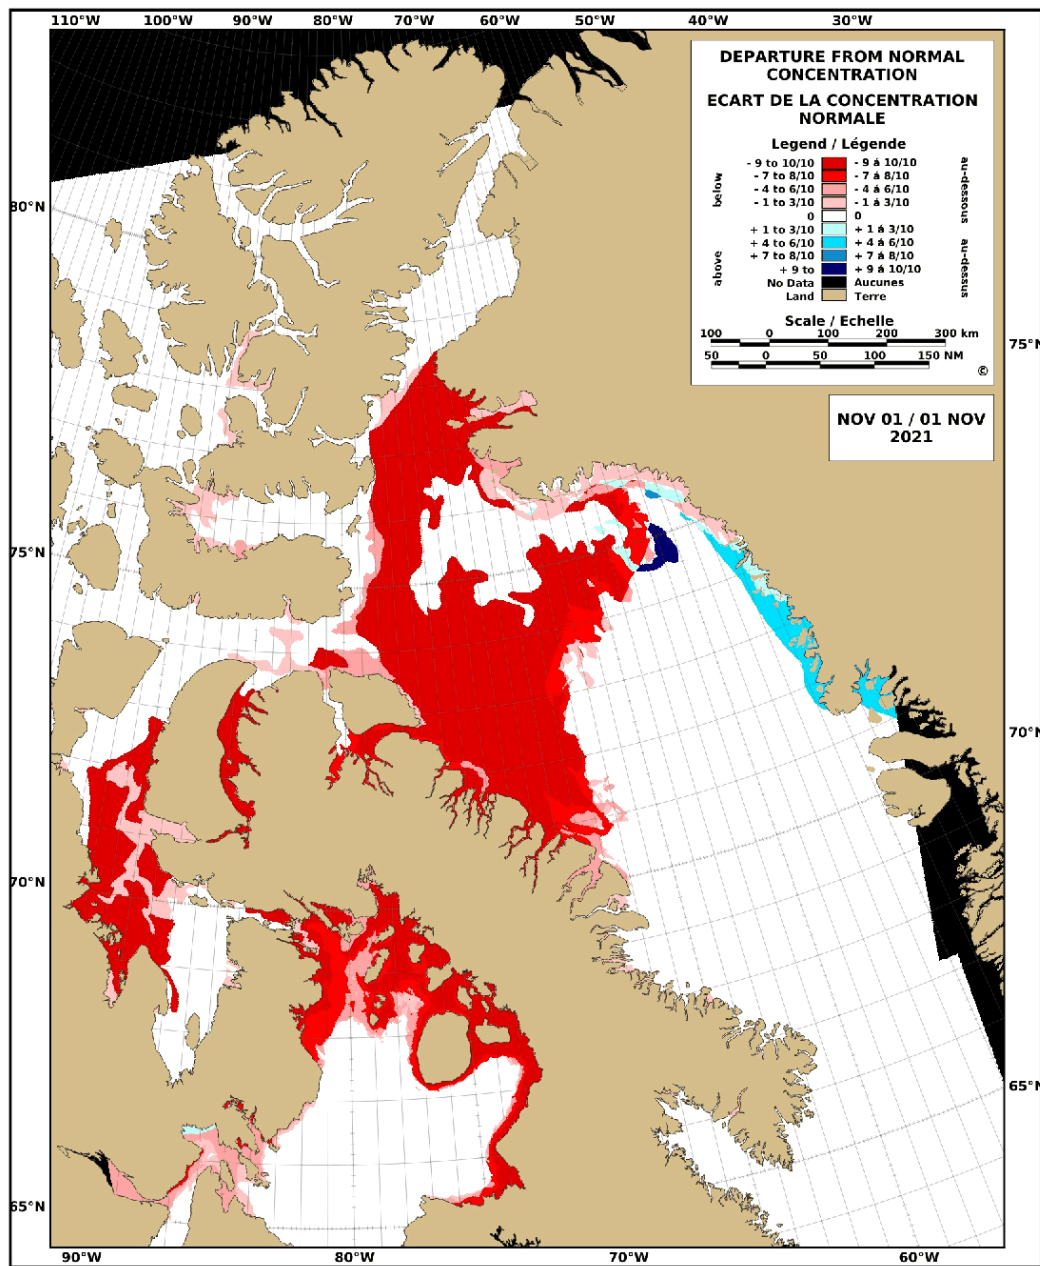 110°W 100°W 90°W 80°W 70°W 60°W 50°W 40°W 30°W
DEPARTURE FROM NORMAL
CONCENTRATION
ECART DE LA CONCENTRATION
NORMALE
Legend / Légende
below
- 9 to 10/10 - 9 á 10/10
- 7 to 8/10 - 7 á 8/10
- 4 to 6/10 - 4 á 6/10
- 1 to 3/10 - 1 á 3/10
au-dessous
0 0
above
+ 1 to 3/10 + 1 á 3/10
+ 4 to 6/10 + 4 á 6/10
+ 7 to 8/10 + 7 á 8/10
+ 9 to + 9 á 10/10
au-dessus
No Data Aucunes
Land Terre
Scale / Echelle
100 0 100 200 300 km
50 0 50 100 150 NM
©
NOV 01 / 01 NOV
2021
80°N
75°N
75°N
70°N
70°N
65°N
65°N
90°W 80°W 70°W 60°W